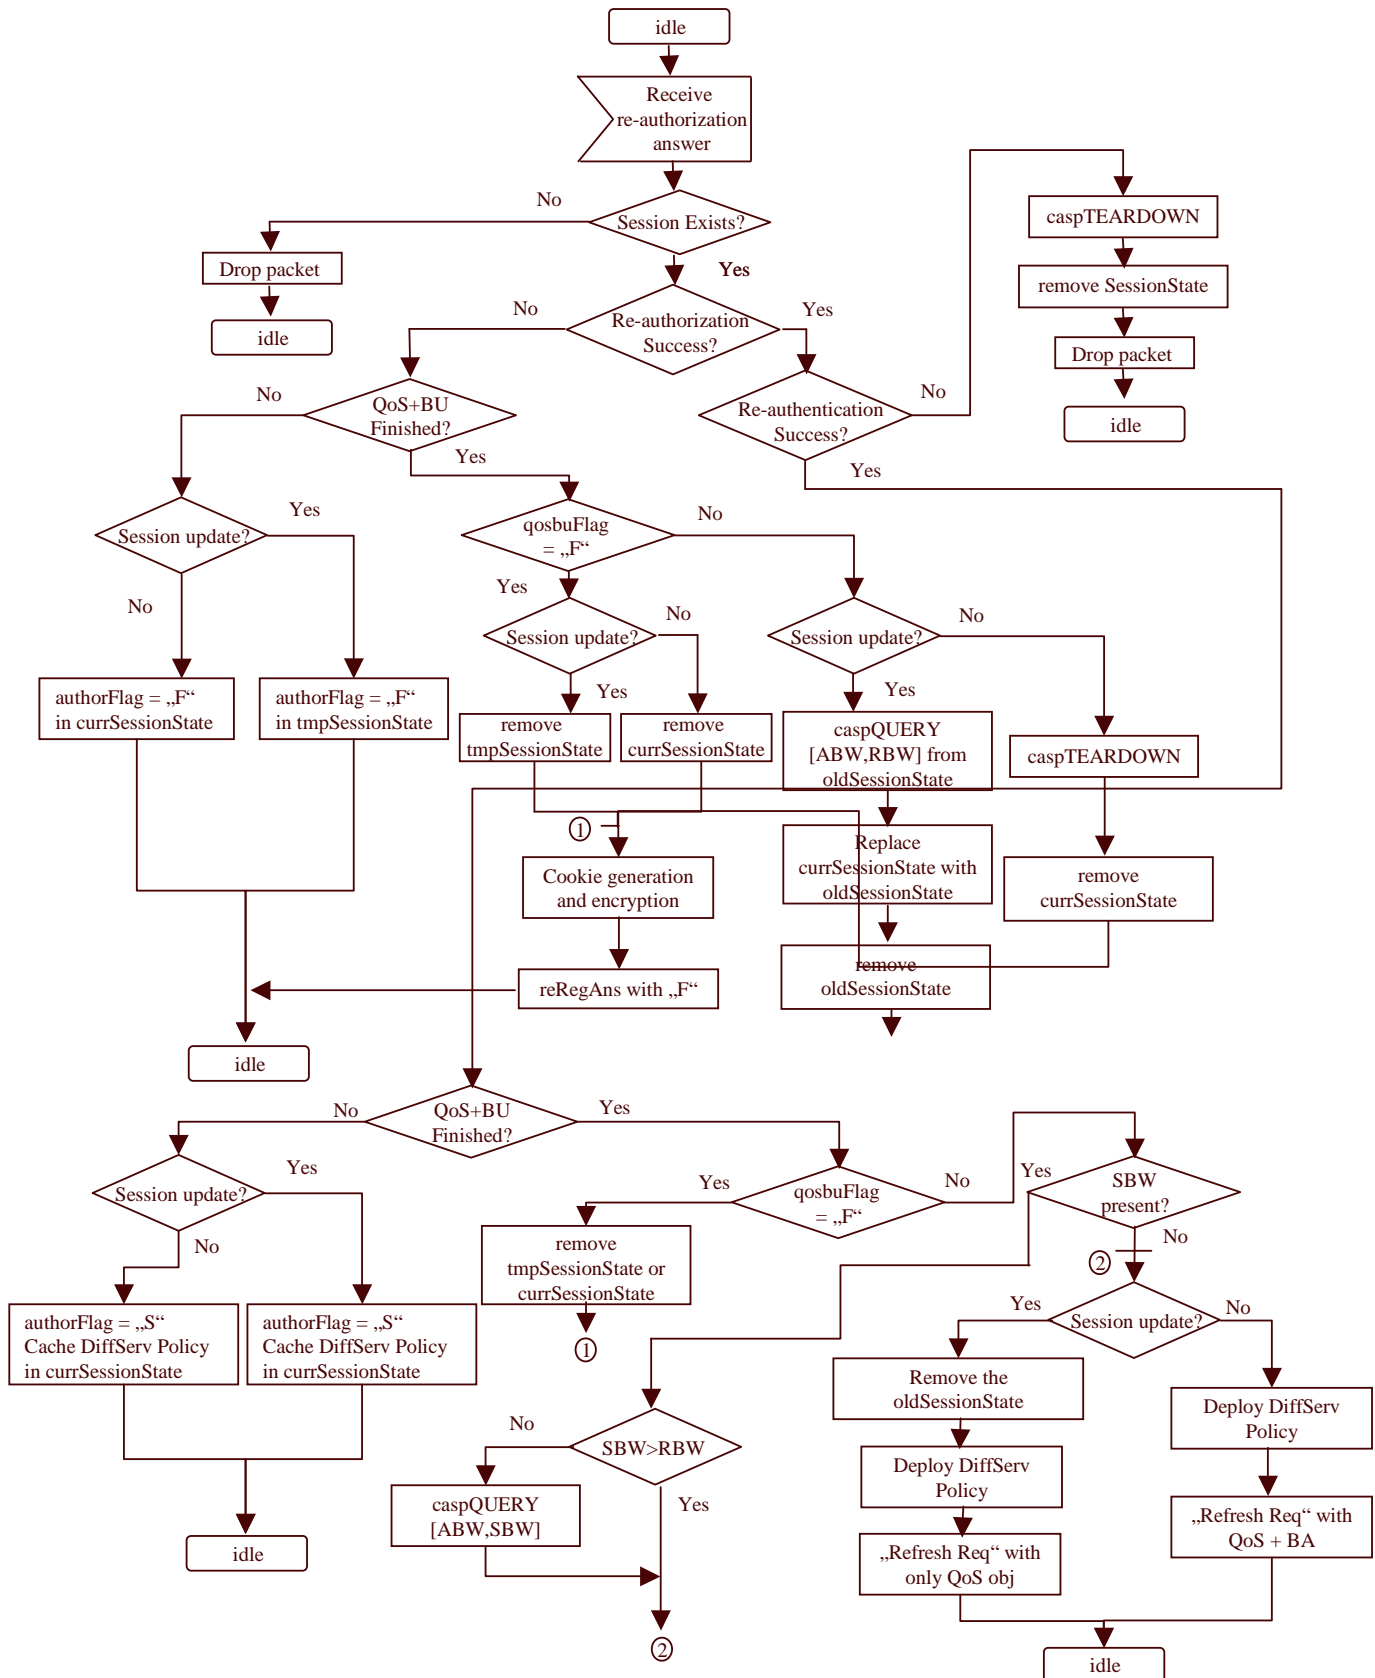 idle
Receive
re-authorization
answer
No
Session Exists?
caspTEARDOWN
Drop packet
Yes
remove SessionState
idle
No
Re-authorization
Success?
Yes
Drop packet
No
QoS+BU
Finished?
Re-authentication
Success?
No
idle
Yes
Yes
Session update?
Yes
qosbuFlag
= „F“
No
No
Yes
Session update?
No
Session update?
No
authorFlag = „F“
in currSessionState
authorFlag = „F“
in tmpSessionState
Yes
Yes
remove
tmpSessionState
remove
currSessionState
caspQUERY
[ABW,RBW] from
oldSessionState
caspTEARDOWN
1
Replace
currSessionState with
oldSessionState
Cookie generation
and encryption
remove
currSessionState
remove
oldSessionState
reRegAns with „F“
idle
No
QoS+BU
Finished?
Yes
Session update?
Yes
Yes
qosbuFlag
= „F“
No
Yes
SBW
present?
No
No
remove
tmpSessionState or
currSessionState
2
authorFlag = „S“
Cache DiffServ Policy
in currSessionState
authorFlag = „S“
Cache DiffServ Policy
in currSessionState
1
Yes
Session update?
No
Remove the
oldSessionState
Deploy DiffServ
Policy
No
SBW>RBW
Deploy DiffServ
Policy
caspQUERY
[ABW,SBW]
Yes
„Refresh Req“ with
QoS + BA
idle
„Refresh Req“ with
only QoS obj
2
idle